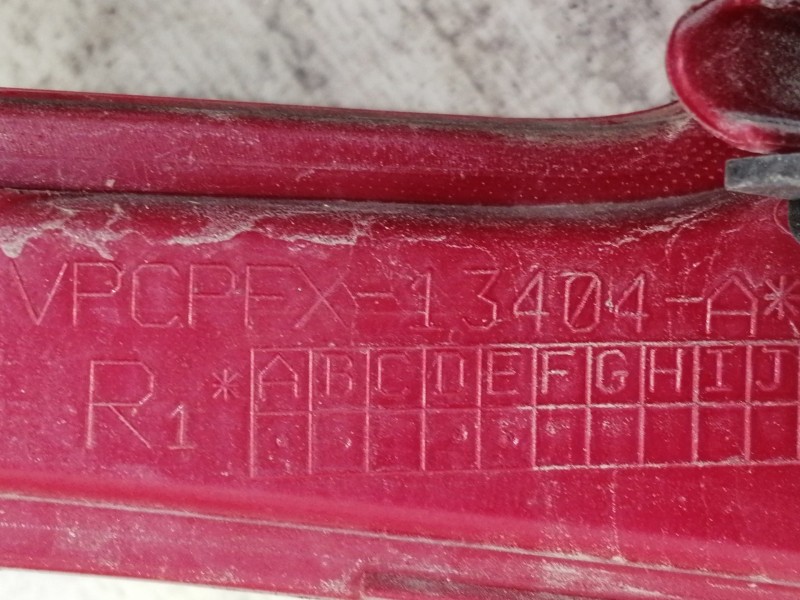 VPCPFX-13404-A*
R1 *ABCDEFGHIJ